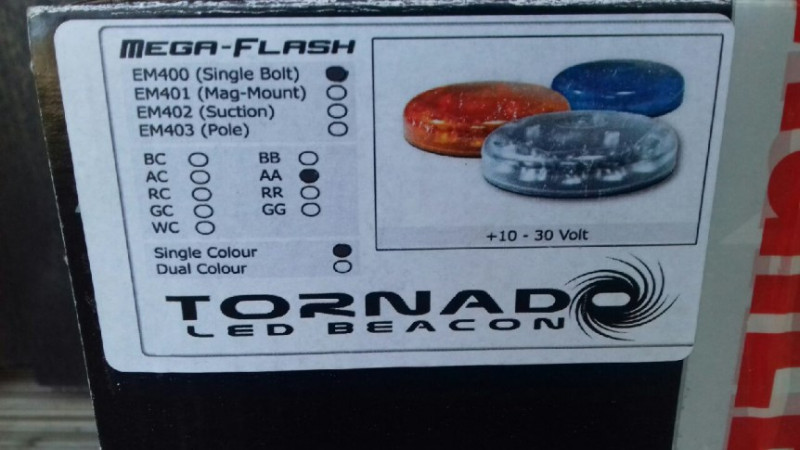 MEGA-FLASH
EM400 (Single Bolt)
EM401 (Mag-Mount)
EM402 (Suction)
EM403 (Pole)
BC BB
AC AA
RC RR
GC GG
WC
Single Colour
Dual Colour
+10 - 30 Volt
TORNADO
LED BEACON